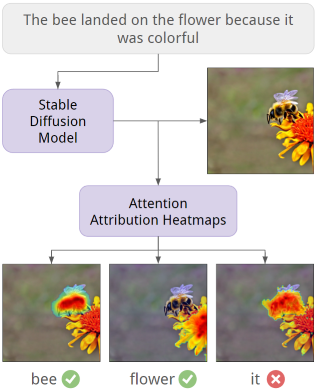 The bee landed on the flower because it
was colorful
Stable
Diffusion
Model
Attention
Attribution Heatmaps
bee
flower
it